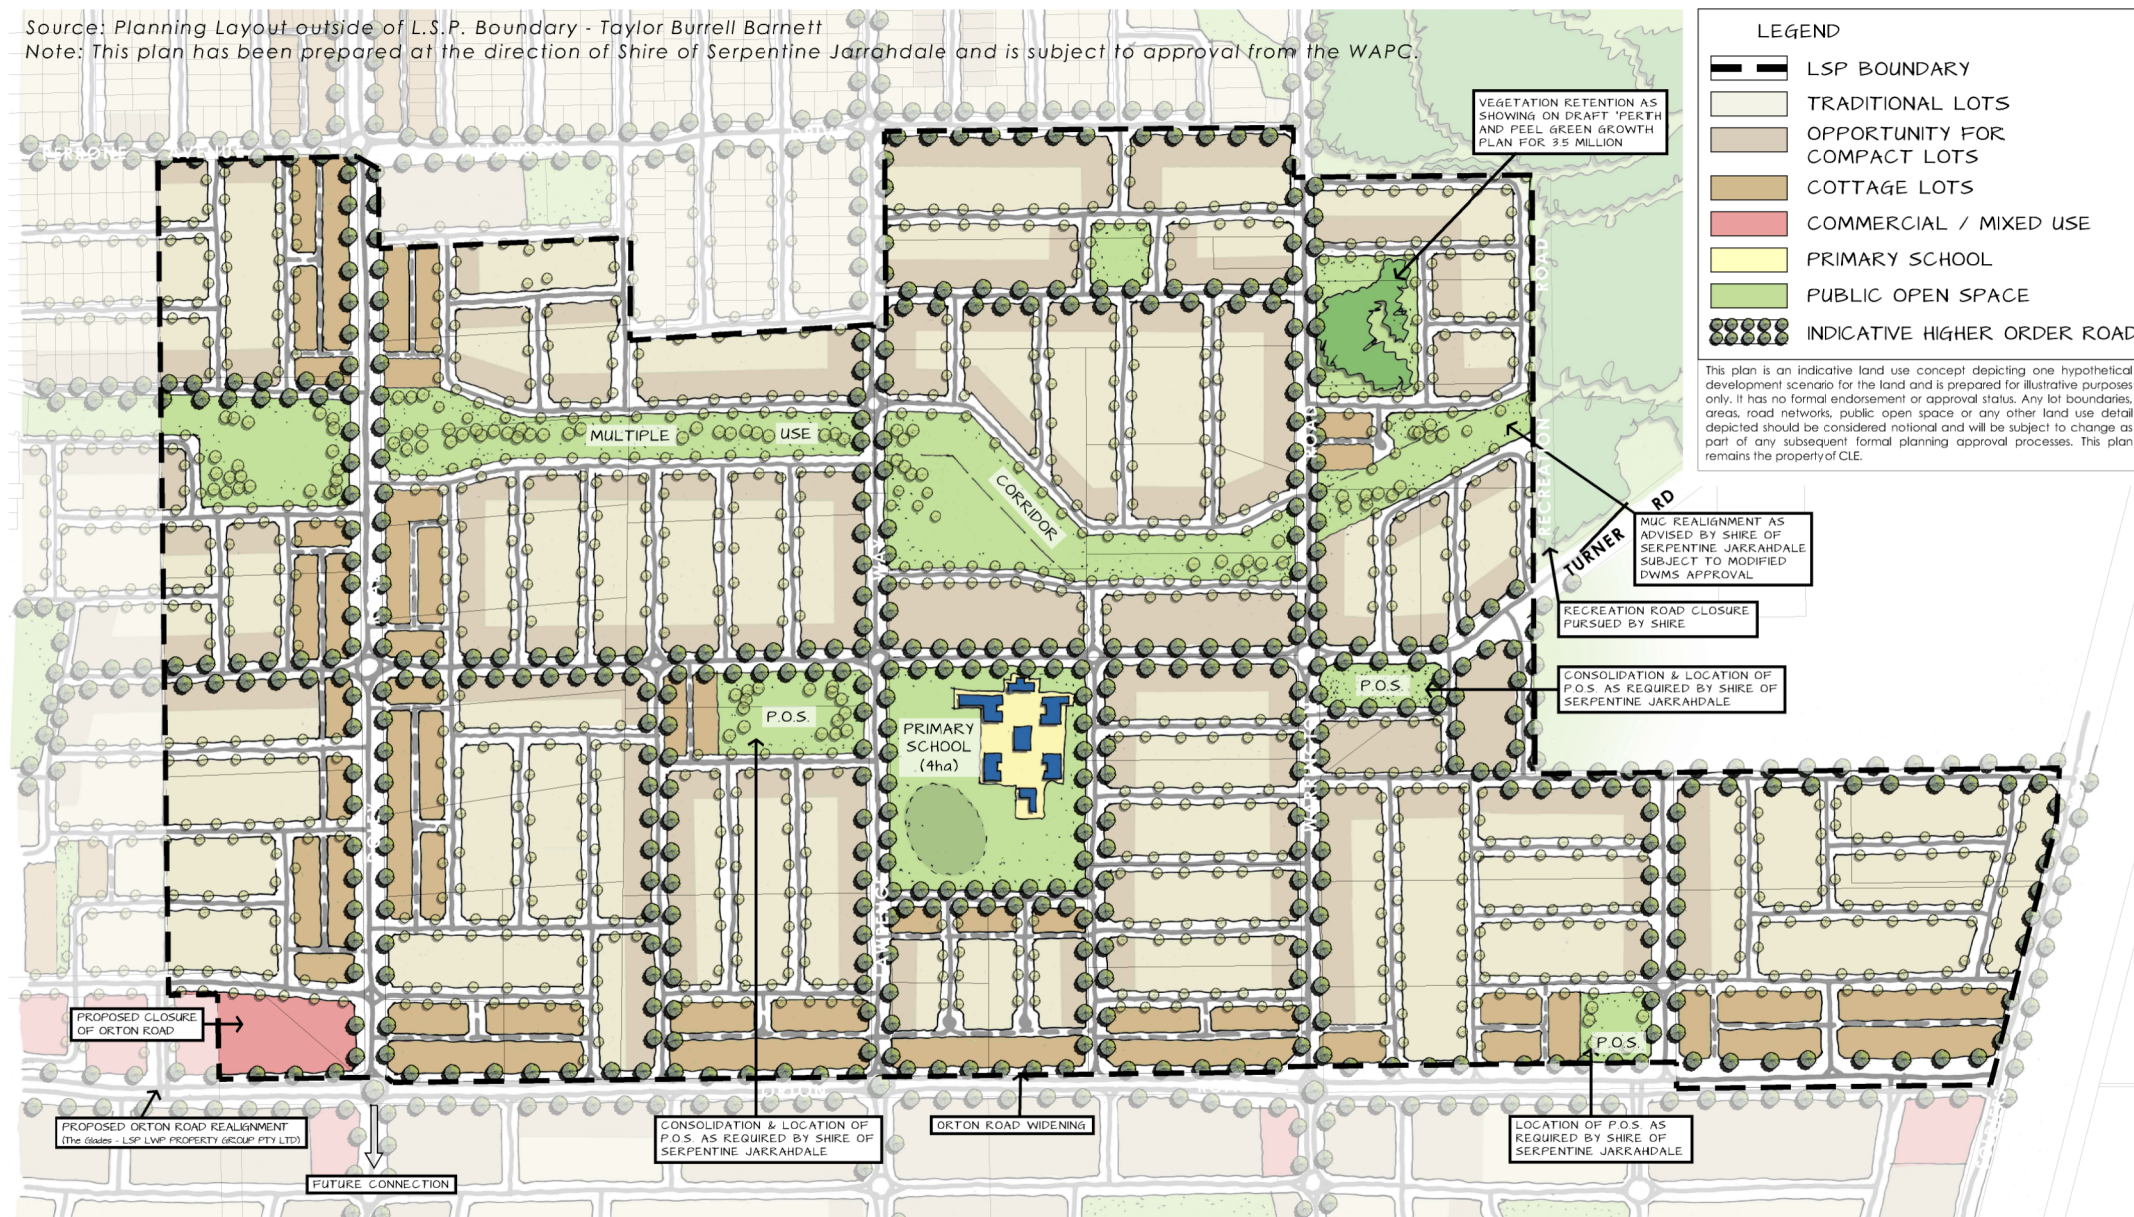 Source: Planning Layout outside of L.S.P. Boundary - Taylor Burrell Barnett
Note: This plan has been prepared at the direction of Shire of Serpentine Jarrahdale and is subject to approval from the WAPC.
LEGEND
LSP BOUNDARY
TRADITIONAL LOTS
OPPORTUNITY FOR
COMPACT LOTS
COTTAGE LOTS
COMMERCIAL / MIXED USE
PRIMARY SCHOOL
PUBLIC OPEN SPACE
INDICATIVE HIGHER ORDER ROAD
This plan is an indicative land use concept depicting one hypothetical
development scenario for the land and is prepared for illustrative purposes
only. It has no formal endorsement or approval status. Any lot boundaries,
areas, road networks, public open space or any other land use detail
depicted should be considered notional and will be subject to change as
part of any subsequent formal planning approval processes. This plan
remains the property of CLE.
VEGETATION RETENTION AS
SHOWING ON DRAFT 'PERTH
AND PEEL GREEN GROWTH
PLAN FOR 3.5 MILLION
AVENUE
DRIVE
ROAD
RECREATION
MULTIPLE USE
CORRIDOR
ROAD
TURNER RD
MUC REALIGNMENT AS
ADVISED BY SHIRE OF
SERPENTINE JARRAHDALE
SUBJECT TO MODIFIED
DWMS APPROVAL
RECREATION ROAD CLOSURE
PURSUED BY SHIRE
CONSOLIDATION & LOCATION OF
P.O.S. AS REQUIRED BY SHIRE OF
SERPENTINE JARRAHDALE
P.O.S.
P.O.S.
PRIMARY
SCHOOL
(4ha)
WAY
WARRINGTON
DOLEY
LAWRENCE
P.O.S.
PROPOSED CLOSURE
OF ORTON ROAD
PROPOSED ORTON ROAD REALIGNMENT
(The Glades - LSP LWP PROPERTY GROUP PTY LTD)
ORTON
FUTURE CONNECTION
CONSOLIDATION & LOCATION OF
P.O.S. AS REQUIRED BY SHIRE OF
SERPENTINE JARRAHDALE
ORTON ROAD WIDENING
LOCATION OF P.O.S. AS
REQUIRED BY SHIRE OF
SERPENTINE JARRAHDALE